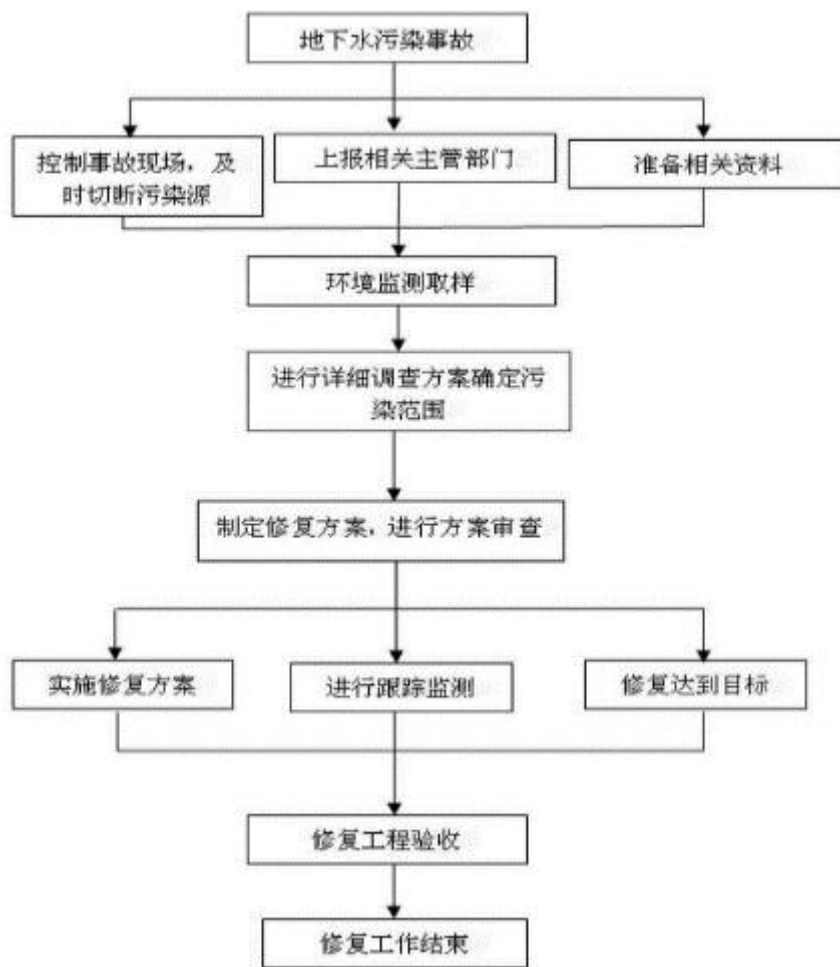 地下水污染事故
控制事故现场，及
时切断污染源
上报相关主管部门
准备相关资料
环境监测取样
进行详细调查方案确定污
染范围
制定修复方案，进行方案审查
实施修复方案
进行跟踪监测
修复达到目标
修复工程验收
修复工作结束